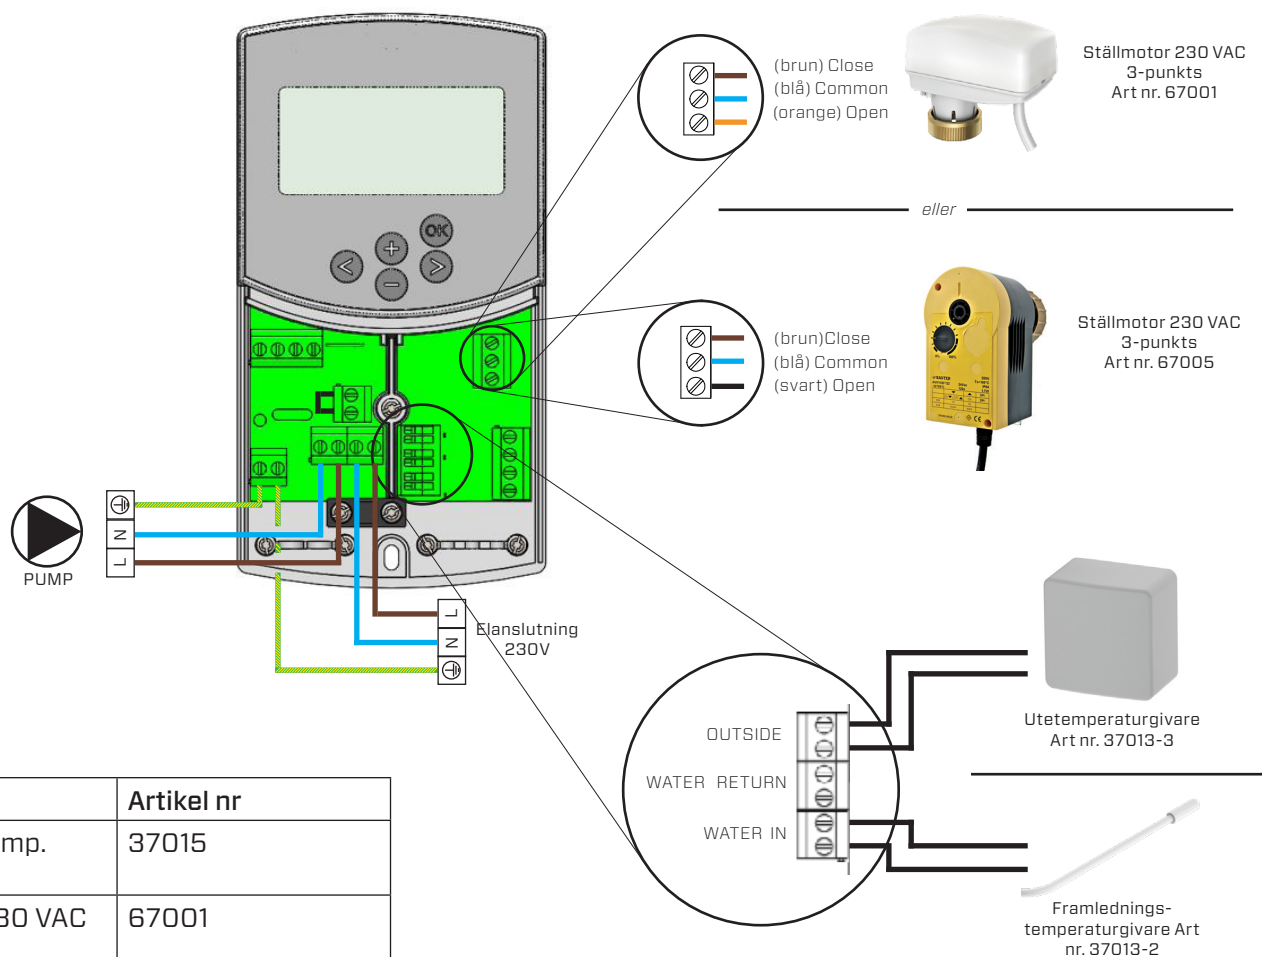 (brun) Close
(blå) Common
(orange) Open
Ställmotor 230 VAC
3-punkts
Art nr. 67001
eller
OK
(brun)Close
(blå) Common
(svart) Open
Ställmotor 230 VAC
3-punkts
Art nr. 67005
N
L
PUMP
L
N
Elanslutning
230V
OUTSIDE
WATER RETURN
WATER IN
Utetemperaturgivare
Art nr. 37013-3
Framlednings-
temperaturgivare Art
nr. 37013-2
Artikel nr
mp.
37015
30 VAC
67001